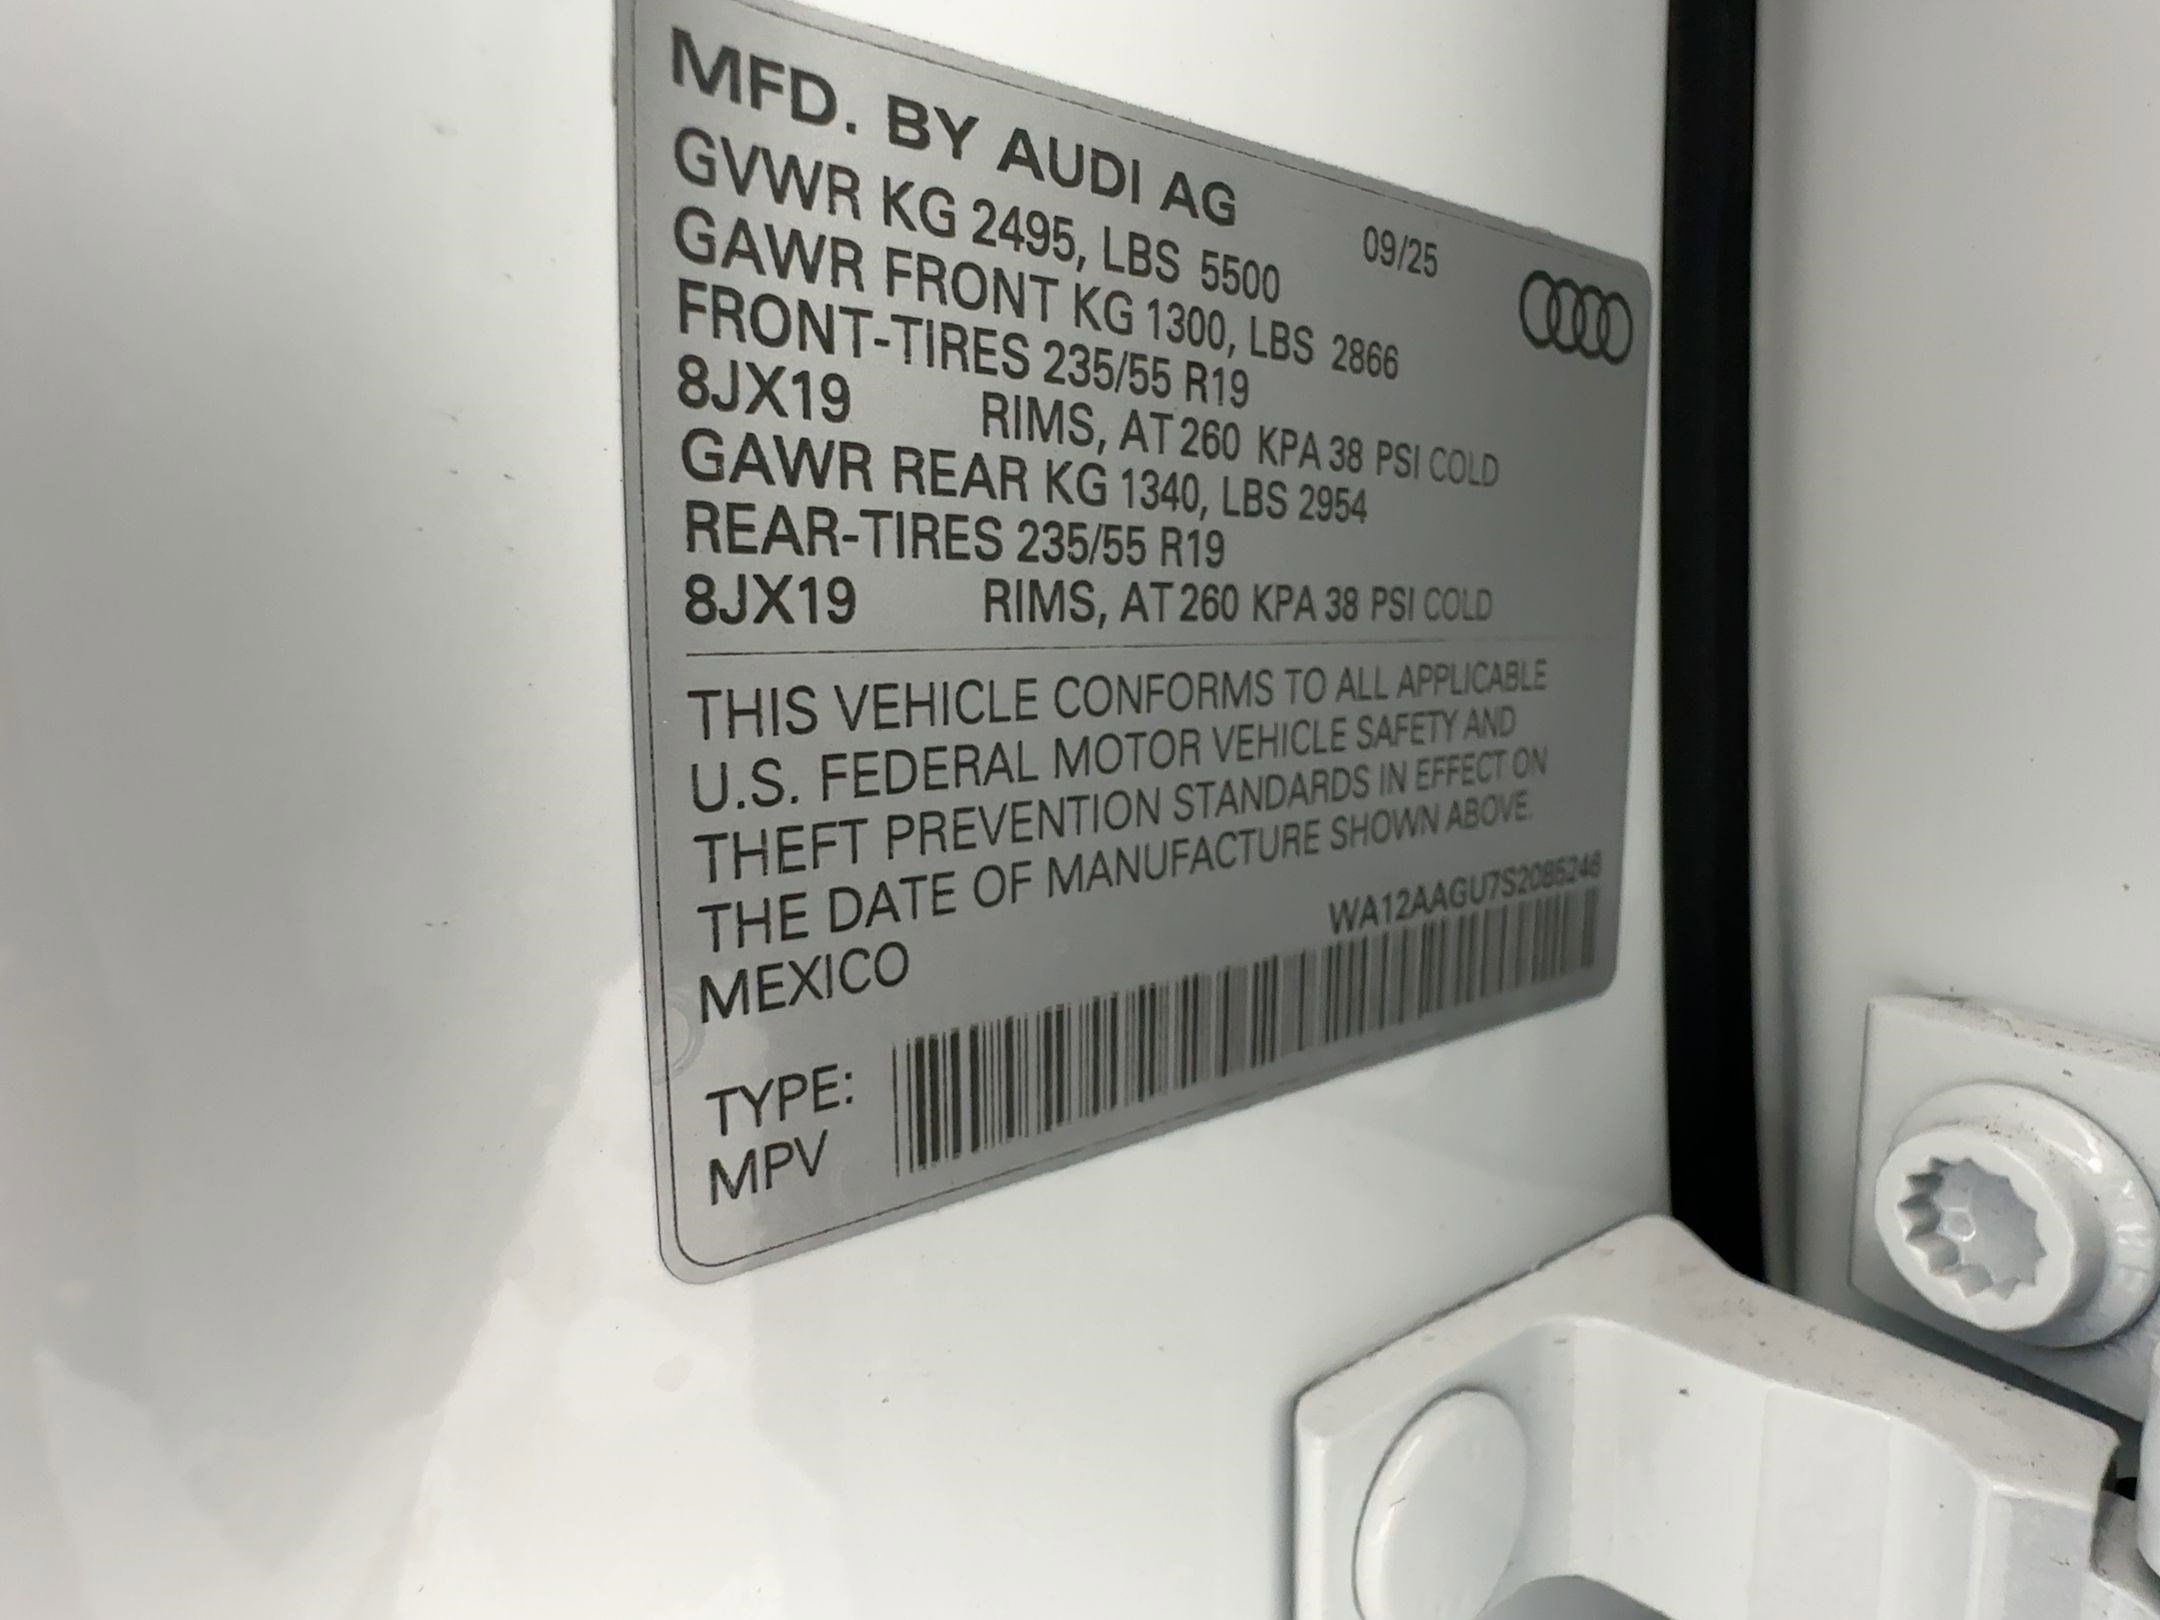 MFD. BY AUDI AG 09/25
GVWR KG 2495, LBS 5500
GAWR FRONT KG 1300, LBS 2866
FRONT-TIRES 235/55 R19
8JX19 RIMS, AT 260 KPA 38 PSI COLD
GAWR REAR KG 1340, LBS 2954
REAR-TIRES 235/55 R19
8JX19 RIMS, AT 260 KPA 38 PSI COLD
THIS VEHICLE CONFORMS TO ALL APPLICABLE
U.S. FEDERAL MOTOR VEHICLE SAFETY AND
THEFT PREVENTION STANDARDS IN EFFECT ON
THE DATE OF MANUFACTURE SHOWN ABOVE.
MEXICO WA12AAGU7S2085246
TYPE:
MPV